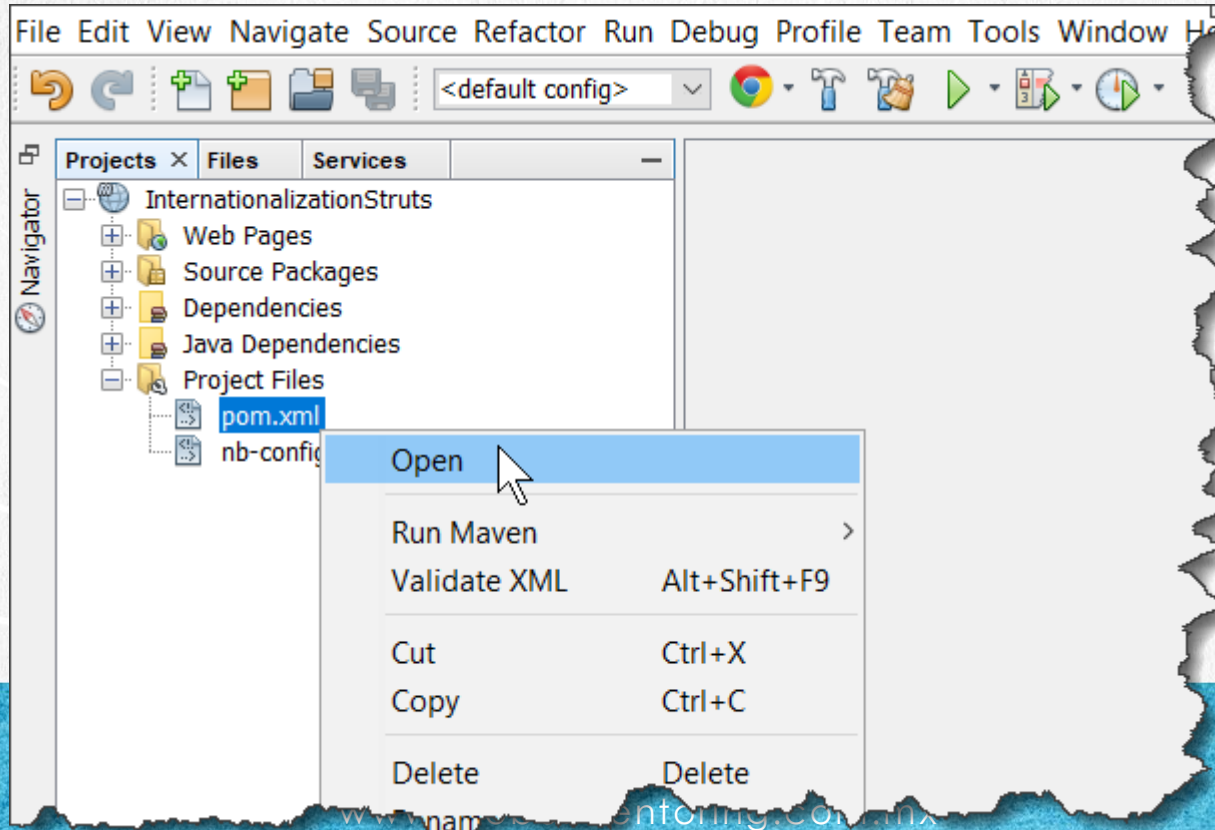 File Edit View Navigate Source Refactor Run Debug Profile Team Tools Window
<default config>
Projects Files Services
Navigator
InternationalizationStruts
Web Pages
Source Packages
Dependencies
Java Dependencies
Project Files
pom.xml
nb-config
Open
Run Maven
Validate XML Alt+Shift+F9
Cut Ctrl+X
Copy Ctrl+C
Delete Delete